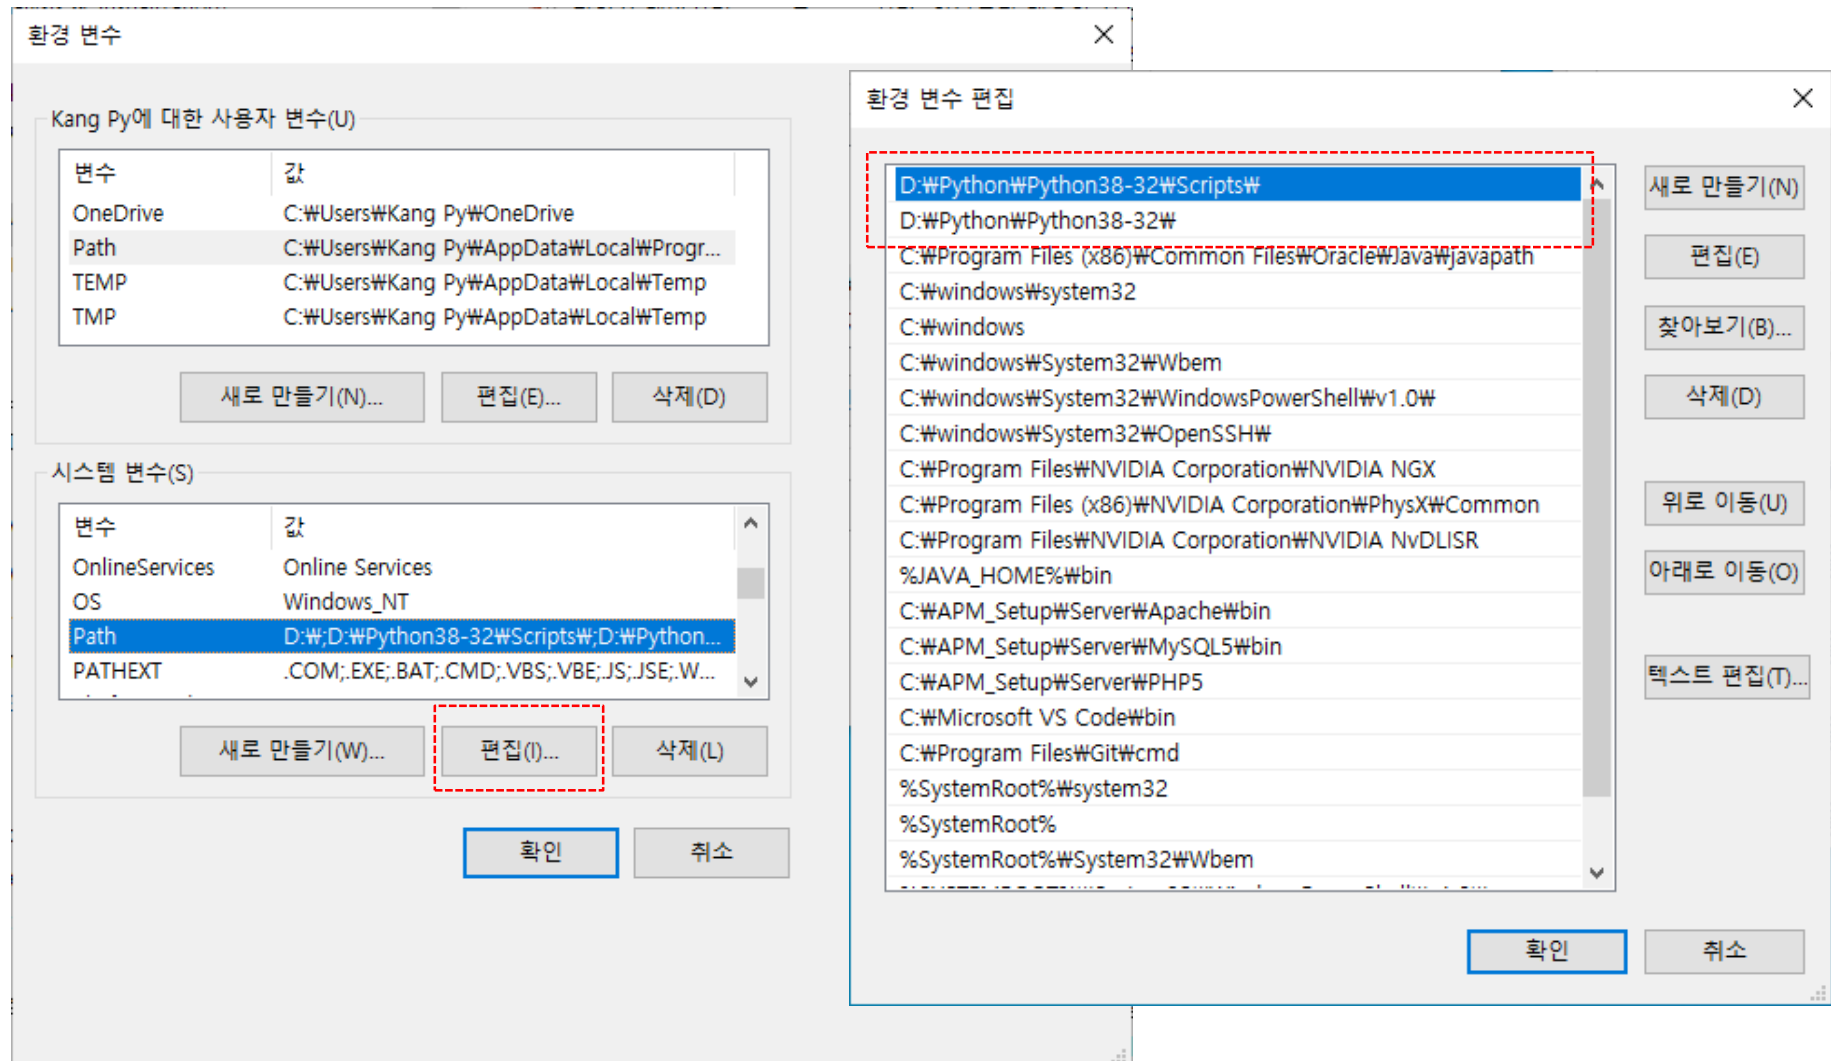 환경 변수
Kang Py에 대한 사용자 변수(U)
변수 값
OneDrive C:₩Users₩Kang Py₩OneDrive
Path C:₩Users₩Kang Py₩AppData₩Local₩Progr...
TEMP C:₩Users₩Kang Py₩AppData₩Local₩Temp
TMP C:₩Users₩Kang Py₩AppData₩Local₩Temp
새로 만들기(N)... 편집(E)... 삭제(D)
시스템 변수(S)
변수 값
OnlineServices Online Services
OS Windows_NT
Path D:₩;D:₩Python38-32₩Scripts₩;D:₩Python...
PATHEXT .COM;.EXE;.BAT;.CMD;.VBS;.VBE;.JS;.JSE;.W...
새로 만들기(W)... 편집(I)... 삭제(L)
확인 취소
환경 변수 편집
D:₩Python₩Python38-32₩Scripts₩
D:₩Python₩Python38-32₩
C:₩Program Files (x86)₩Common Files₩Oracle₩Java₩javapath
C:₩windows₩system32
C:₩windows
C:₩windows₩System32₩Wbem
C:₩windows₩System32₩WindowsPowerShell₩v1.0₩
C:₩windows₩System32₩OpenSSH₩
C:₩Program Files₩NVIDIA Corporation₩NVIDIA NGX
C:₩Program Files (x86)₩NVIDIA Corporation₩PhysX₩Common
C:₩Program Files₩NVIDIA Corporation₩NVIDIA NvDLISR
%JAVA_HOME%₩bin
C:₩APM_Setup₩Server₩Apache₩bin
C:₩APM_Setup₩Server₩MySQL5₩bin
C:₩APM_Setup₩Server₩PHP5
C:₩Microsoft VS Code₩bin
C:₩Program Files₩Git₩cmd
%SystemRoot%₩system32
%SystemRoot%
%SystemRoot%₩System32₩Wbem
새로 만들기(N)
편집(E)
찾아보기(B)...
삭제(D)
위로 이동(U)
아래로 이동(O)
텍스트 편집(T)...
확인 취소